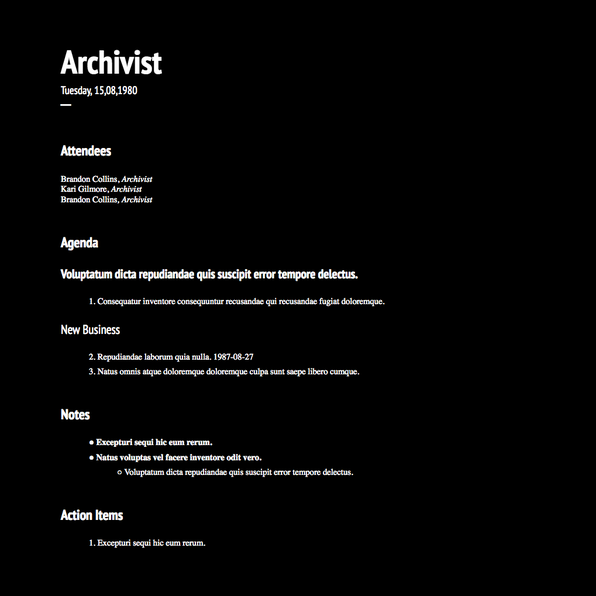 Archivist
Tuesday, 15,08,1980
Attendees
Brandon Collins, Archivist
Kari Gilmore, Archivist
Brandon Collins, Archivist
Agenda
Voluptatum dicta repudiandae quis suscipit error tempore delectus.
1. Consequatur inventore consequuntur recusandae qui recusandae fugiat doloremque.
New Business
2. Repudiandae laborum quia nulla. 1987-08-27
3. Natus omnis atque doloremque doloremque culpa sunt saepe libero cumque.
Notes
● Excepturi sequi hic eum rerum.
● Natus voluptas vel facere inventore odit vero.
○ Voluptatum dicta repudiandae quis suscipit error tempore delectus.
Action Items
1. Excepturi sequi hic eum rerum.